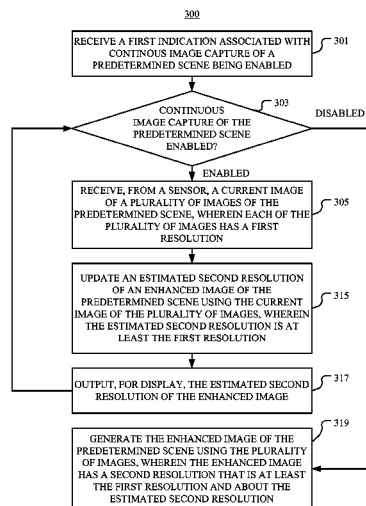 300
RECEIVE A FIRST INDICATION ASSOCIATED WITH
CONTINOUS IMAGE CAPTURE OF A
PREDETERMINED SCENE BEING ENABLED
301
CONTINUOUS
IMAGE CAPTURE OF THE
PREDETERMINED SCENE
ENABLED?
303
DISABLED
ENABLED
RECEIVE, FROM A SENSOR, A CURRENT IMAGE
OF A PLURALITY OF IMAGES OF THE
PREDETERMINED SCENE, WHEREIN EACH OF THE
PLURALITY OF IMAGES HAS A FIRST
RESOLUTION
305
UPDATE AN ESTIMATED SECOND RESOLUTION
OF AN ENHANCED IMAGE OF THE
PREDETERMINED SCENE USING THE CURRENT
IMAGE OF THE PLURALITY OF IMAGES, WHEREIN
THE ESTIMATED SECOND RESOLUTION IS AT
LEAST THE FIRST RESOLUTION
315
OUTPUT, FOR DISPLAY, THE ESTIMATED SECOND
RESOLUTION OF THE ENHANCED IMAGE
317
GENERATE THE ENHANCED IMAGE OF THE
PREDETERMINED SCENE USING THE PLURALITY
OF IMAGES, WHEREIN THE ENHANCED IMAGE
HAS A SECOND RESOLUTION THAT IS AT LEAST
THE FIRST RESOLUTION AND ABOUT THE
ESTIMATED SECOND RESOLUTION
319